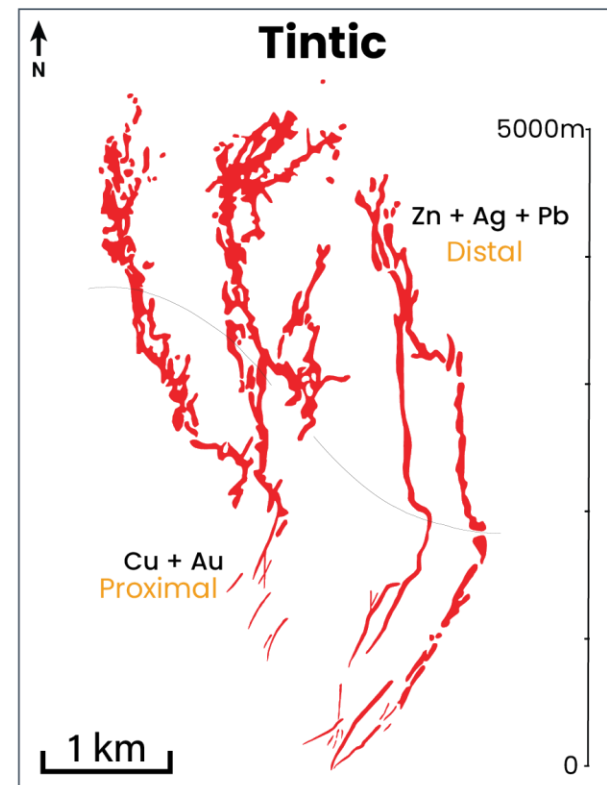 Tintic
N
5000m
Zn + Ag + Pb
Distal
Cu + Au
Proximal
1 km
0